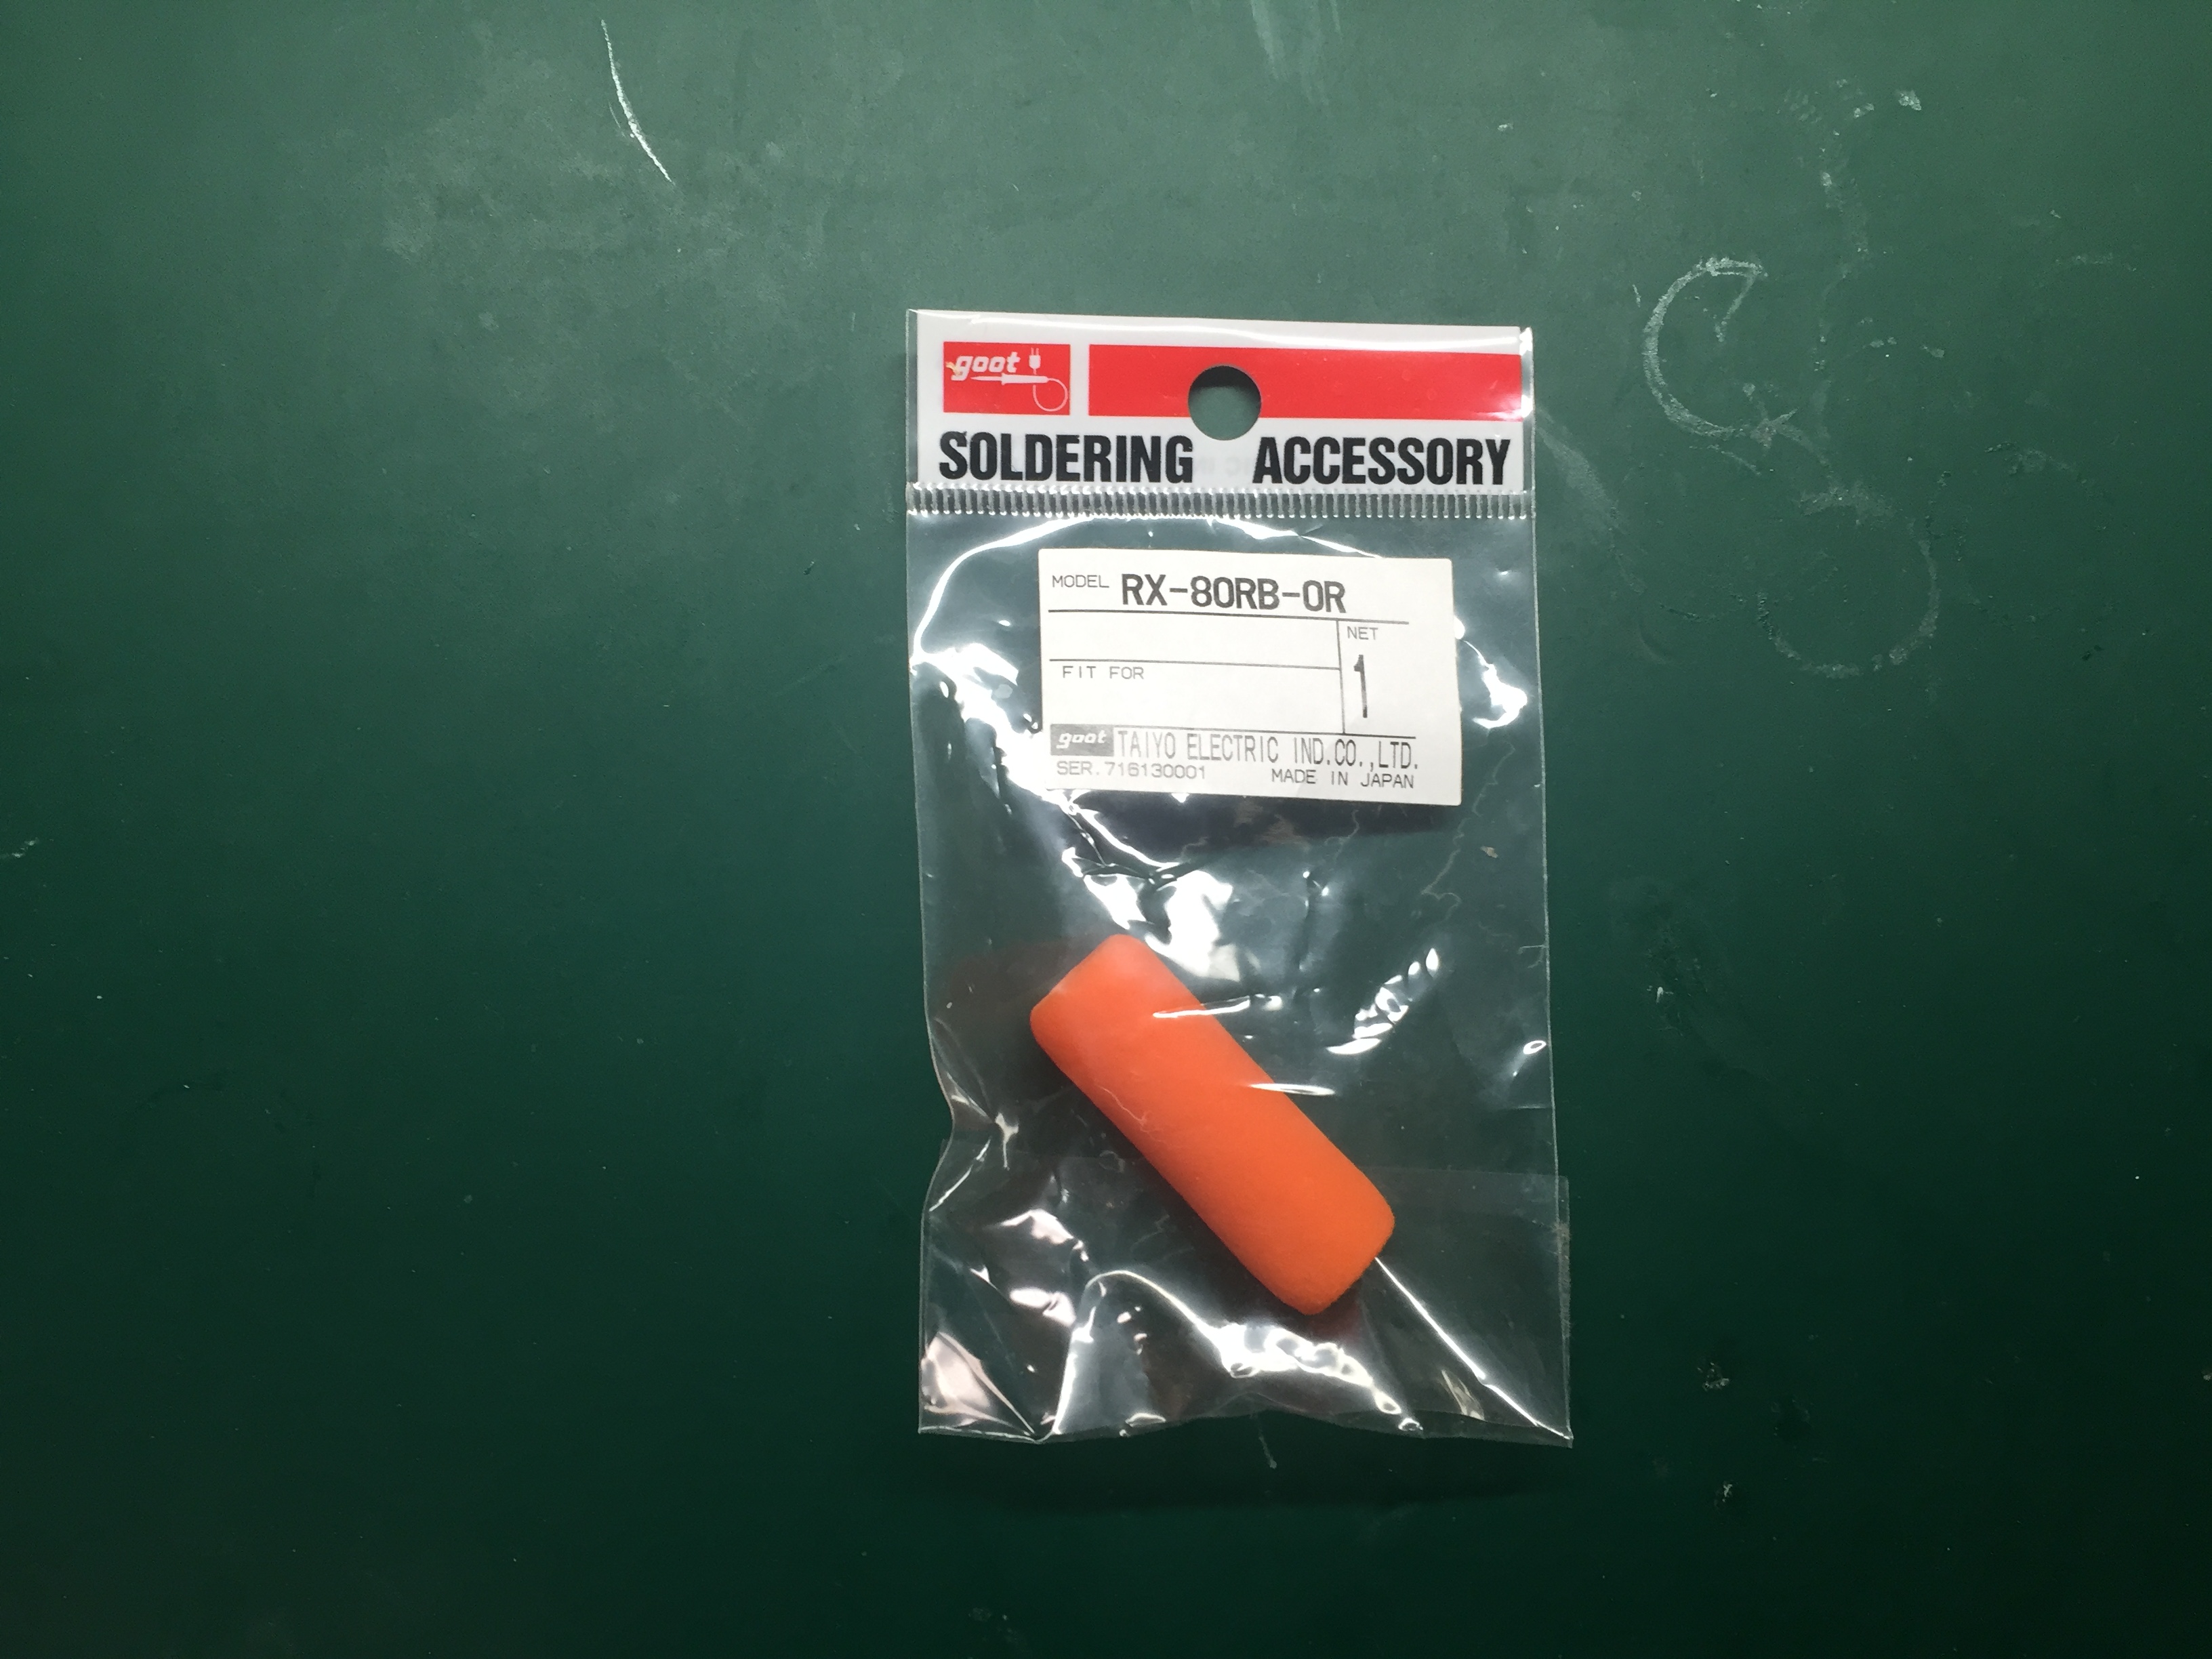 goot
SOLDERING ACCESSORY
MODEL RX-80RB-OR
NET
1
FIT FOR
goot TAIYO ELECTRIC IND.CO.,LTD.
SER.716130001 MADE IN JAPAN